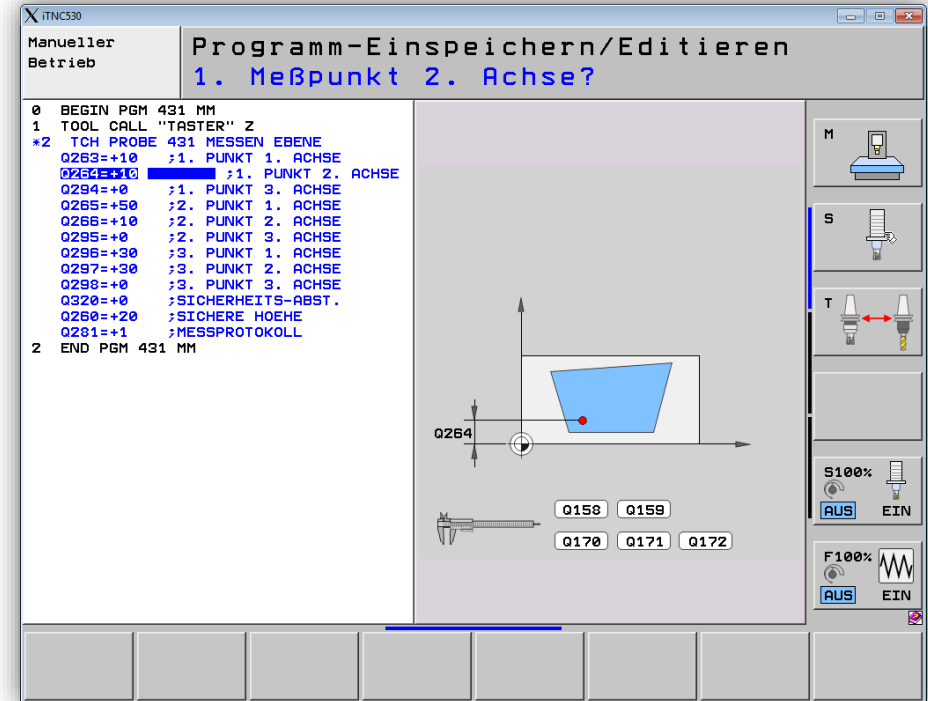 iTNC530
Manueller
Betrieb
Programm-Einspeichern/Editieren
1. Meßpunkt 2. Achse?
0 BEGIN PGM 431 MM
1 TOOL CALL "TASTER" Z
*2 TCH PROBE 431 MESSEN EBENE
Q263=+10 ;1. PUNKT 1. ACHSE
Q264=+10 ;1. PUNKT 2. ACHSE
Q294=+0 ;1. PUNKT 3. ACHSE
Q265=+50 ;2. PUNKT 1. ACHSE
Q266=+10 ;2. PUNKT 2. ACHSE
Q295=+0 ;2. PUNKT 3. ACHSE
Q296=+30 ;3. PUNKT 1. ACHSE
Q297=+30 ;3. PUNKT 2. ACHSE
Q298=+0 ;3. PUNKT 3. ACHSE
Q320=+0 ;SICHERHEITS-ABST.
Q260=+20 ;SICHERE HOEHE
Q281=+1 ;MESSPROTOKOLL
2 END PGM 431 MM
Q264
Q158 Q159
Q170 Q171 Q172
M
S
T
S100%
AUS EIN
F100%
AUS EIN